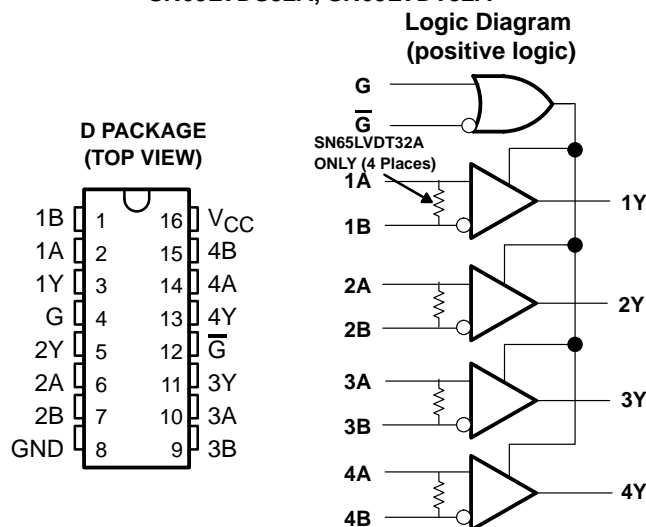 Logic Diagram
(positive logic)
G
G̅
SN65LVDT32A
ONLY (4 Places)
1A
1B
1Y
2A
2B
2Y
3A
3B
3Y
4A
4B
4Y
D PACKAGE
(TOP VIEW)
1B 1 16 VCC
1A 2 15 4B
1Y 3 14 4A
G 4 13 4Y
2Y 5 12 G̅
2A 6 11 3Y
2B 7 10 3A
GND 8 9 3B